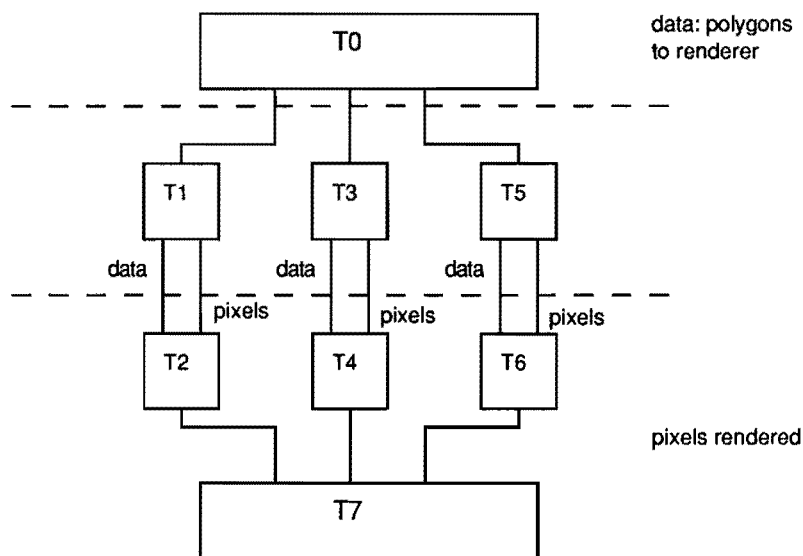 T0
data: polygons
to renderer
T1
T3
T5
data
data
data
pixels
pixels
pixels
T2
T4
T6
pixels rendered
T7